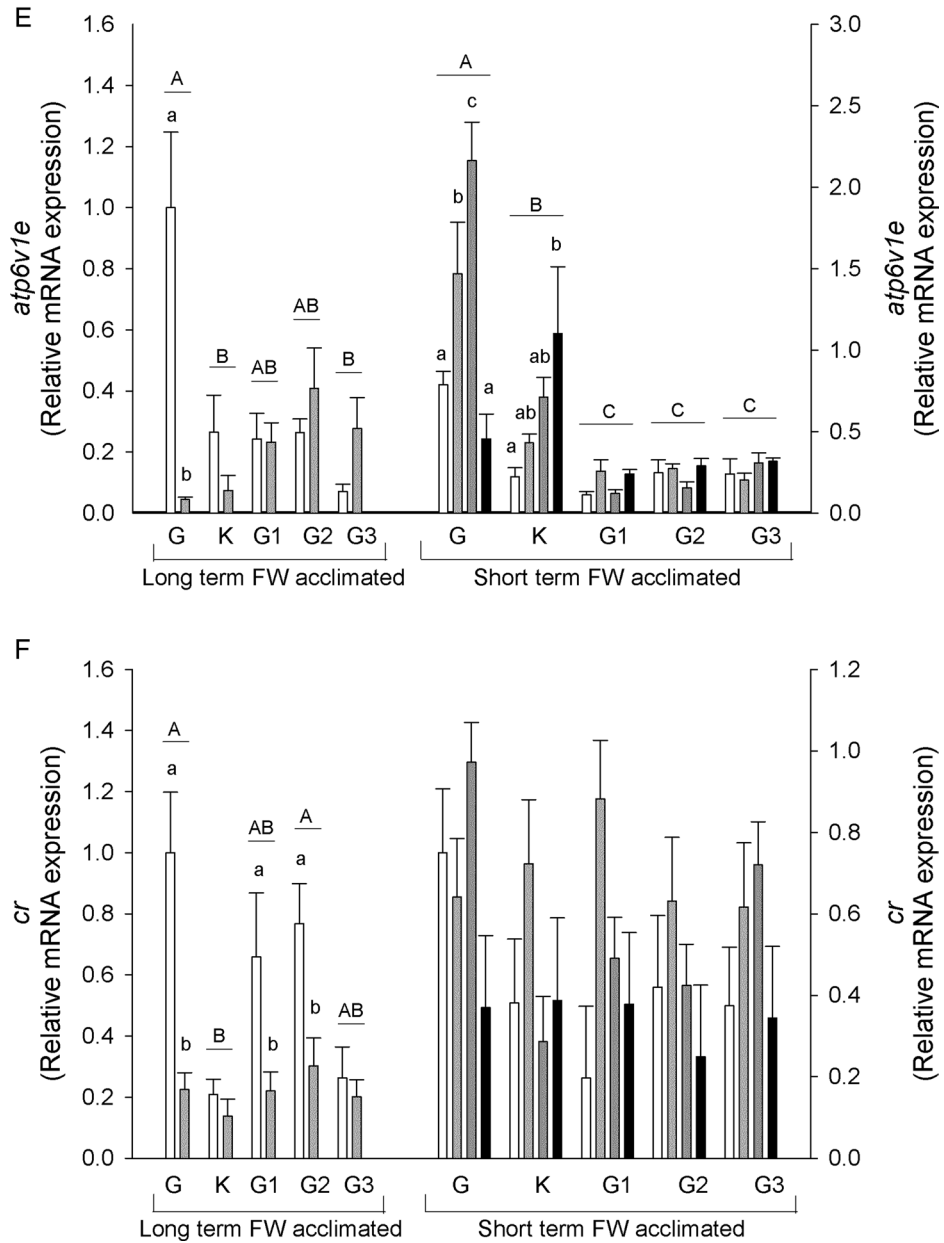 E
atp6v1e
(Relative mRNA expression)
1.6
1.4
1.2
1.0
0.8
0.6
0.4
0.2
0.0
A
a
b
B
AB
AB
B
A
a
b
c
a
B
a
ab
ab
b
C
C
C
3.0
2.5
2.0
1.5
1.0
0.5
0.0
atp6v1e
(Relative mRNA expression)
G K G1 G2 G3 G K G1 G2 G3
Long term FW acclimated Short term FW acclimated
F
cr
(Relative mRNA expression)
1.6
1.4
1.2
1.0
0.8
0.6
0.4
0.2
0.0
A
a
b
B
AB
a
b
A
a
b
AB
1.2
1.0
0.8
0.6
0.4
0.2
0.0
cr
(Relative mRNA expression)
G K G1 G2 G3 G K G1 G2 G3
Long term FW acclimated Short term FW acclimated